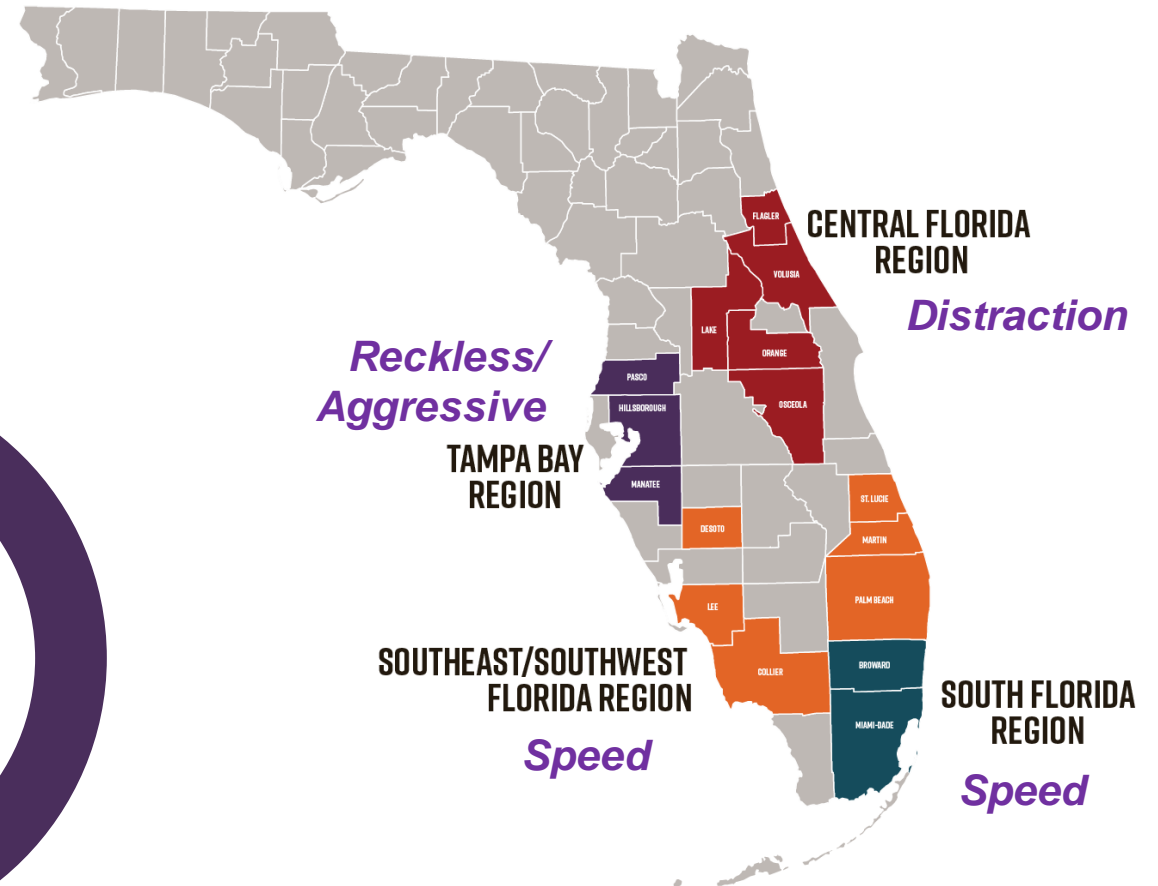 FLAGLER
CENTRAL FLORIDA
REGION
VOLUSIA
Distraction
LAKE
ORANGE
Reckless/
Aggressive
PASCO
OSCEOLA
HILLSBOROUGH
TAMPA BAY
REGION
MANATEE
ST. LUCIE
DESOTO
MARTIN
PALM BEACH
LEE
SOUTHEAST/SOUTHWEST
FLORIDA REGION
COLLIER
BROWARD
SOUTH FLORIDA
REGION
MIAMI-DADE
Speed
Speed